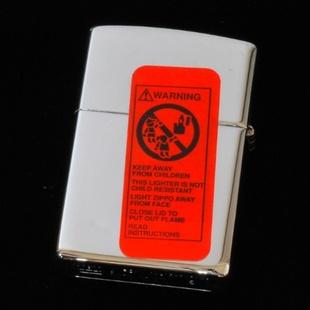 WARNING
KEEP AWAY
FROM CHILDREN
THIS LIGHTER IS NOT
CHILD RESISTANT
LIGHT ZIPPO AWAY
FROM FACE
CLOSE LID TO
PUT OUT FLAME
READ
INSTRUCTIONS